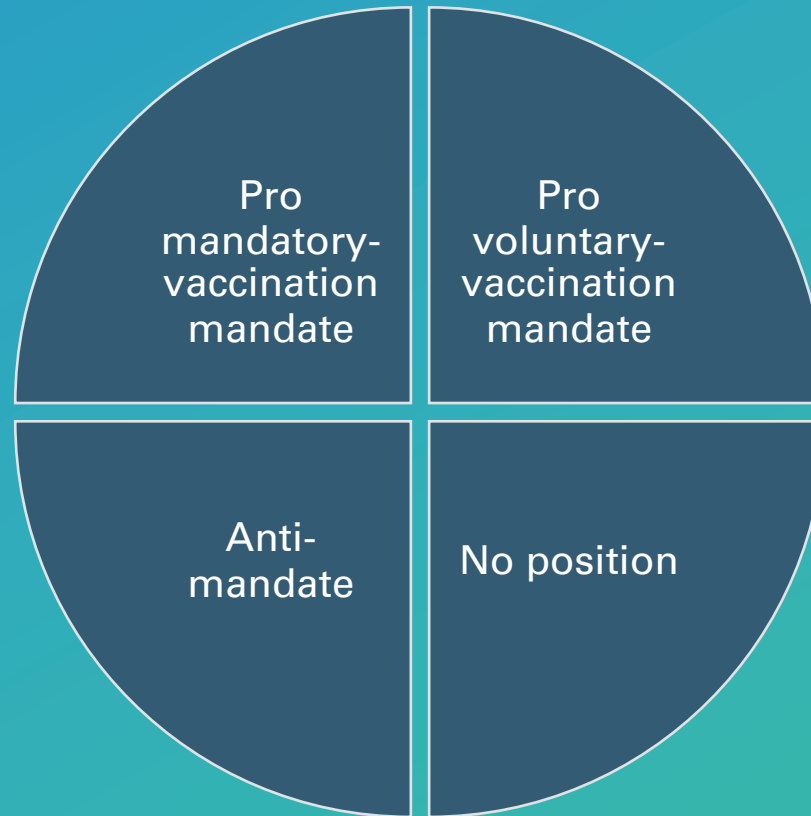 Pro
mandatory-
vaccination
mandate
Pro
voluntary-
vaccination
mandate
Anti-
mandate
No position